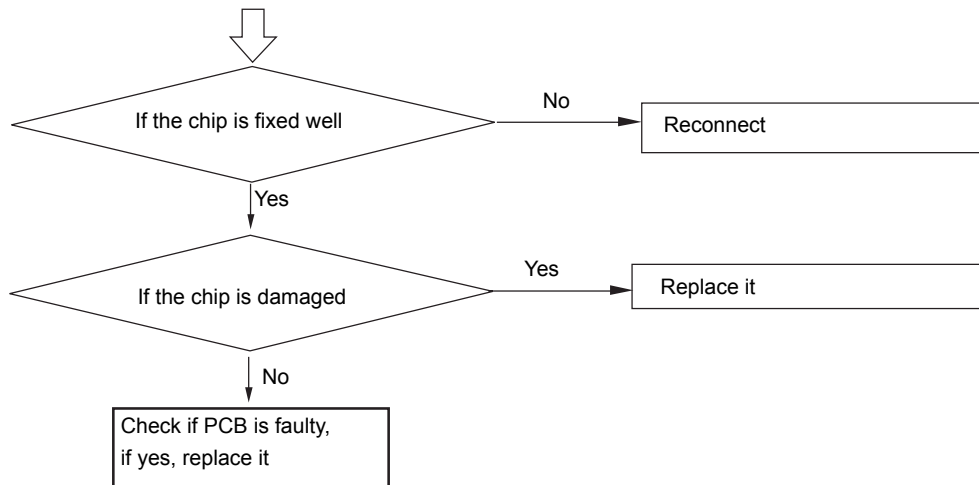 If the chip is fixed well
No
Reconnect
Yes
If the chip is damaged
Yes
Replace it
No
Check if PCB is faulty,
if yes, replace it